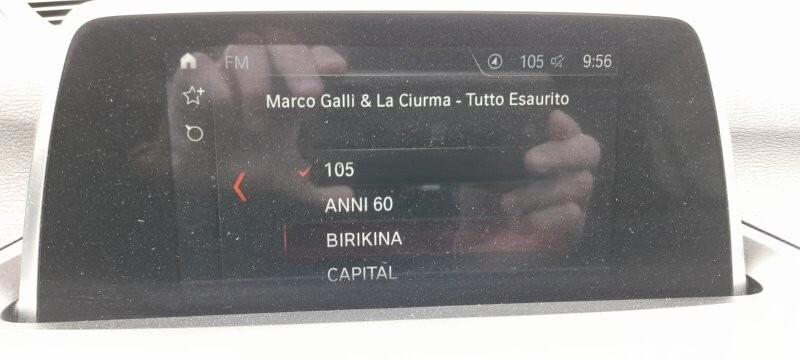 FM 105 9:56
Marco Galli & La Ciurma - Tutto Esaurito
105
ANNI 60
BIRIKINA
CAPITAL